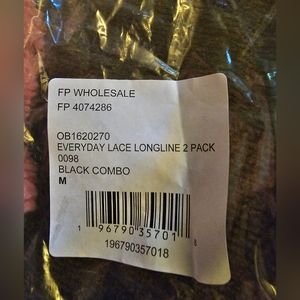 FP WHOLESALE
FP 4074286
OB1620270
EVERYDAY LACE LONGLINE 2 PACK
0098
BLACK COMBO
M
1 96790 35701 8
196790357018